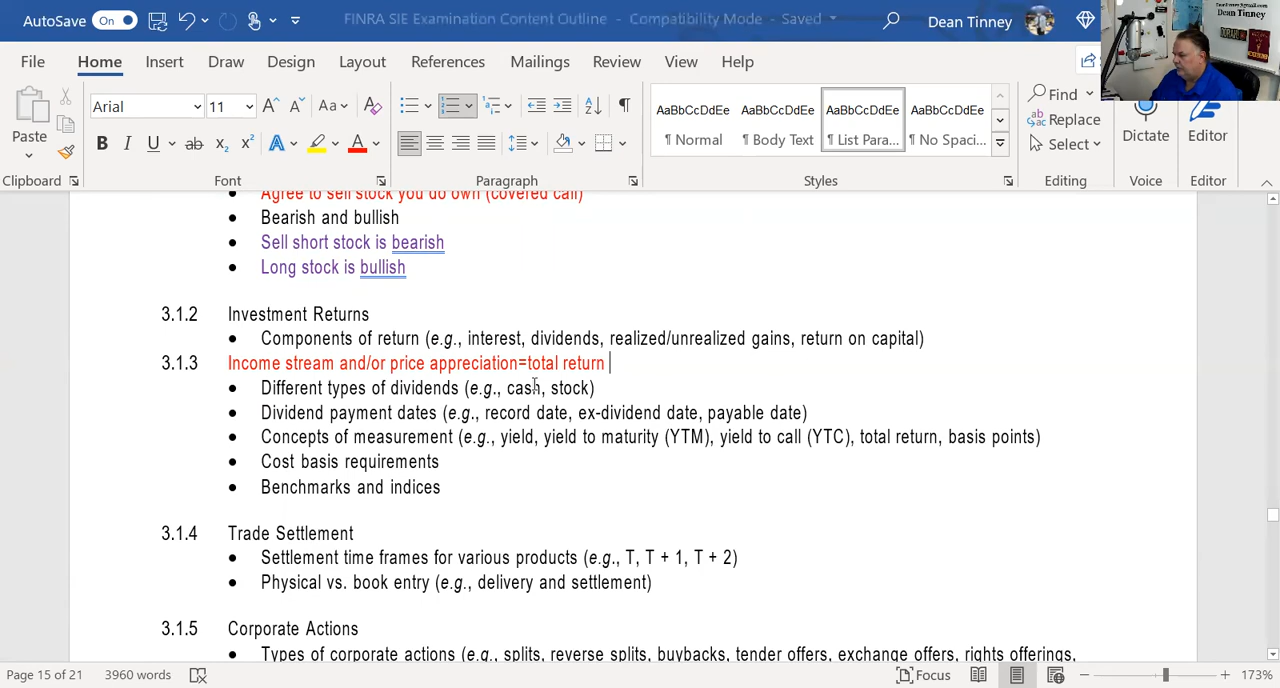 AutoSave On FINRA SIE Examination Content Outline - Compatibility Mode - Saved Dean Tinney
Dean Tinney
File Home Insert Draw Design Layout References Mailings Review View Help
Arial 11 A A Aa A
AaBbCcDdEe AaBbCcDdEe AaBbCcDdEe AaBbCcDdEe
Find
Replace
Select
Paste
B I U ab x₂ x² A A
¶ Normal ¶ Body Text ¶ List Para... ¶ No Spaci...
Dictate Editor
Clipboard Font Paragraph Styles Editing Voice Editor
• Agree to sell stock you do own (covered call)
• Bearish and bullish
• Sell short stock is bearish
• Long stock is bullish
3.1.2 Investment Returns
• Components of return (e.g., interest, dividends, realized/unrealized gains, return on capital)
3.1.3 Income stream and/or price appreciation=total return
• Different types of dividends (e.g., cash, stock)
• Dividend payment dates (e.g., record date, ex-dividend date, payable date)
• Concepts of measurement (e.g., yield, yield to maturity (YTM), yield to call (YTC), total return, basis points)
• Cost basis requirements
• Benchmarks and indices
3.1.4 Trade Settlement
• Settlement time frames for various products (e.g., T, T + 1, T + 2)
• Physical vs. book entry (e.g., delivery and settlement)
3.1.5 Corporate Actions
• Types of corporate actions (e.g., splits, reverse splits, buybacks, tender offers, exchange offers, rights offerings,
Page 15 of 21 3960 words Focus 173%